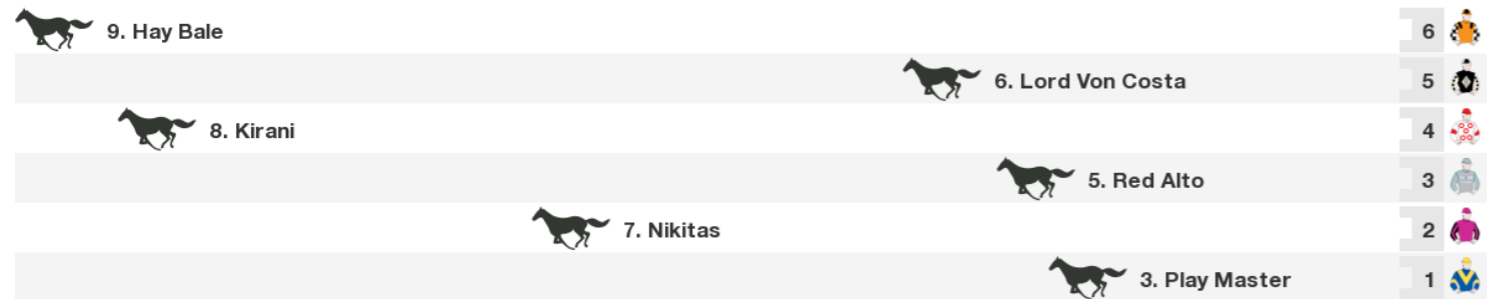 9. Hay Bale 6
6. Lord Von Costa 5
8. Kirani 4
5. Red Alto 3
7. Nikitas 2
3. Play Master 1